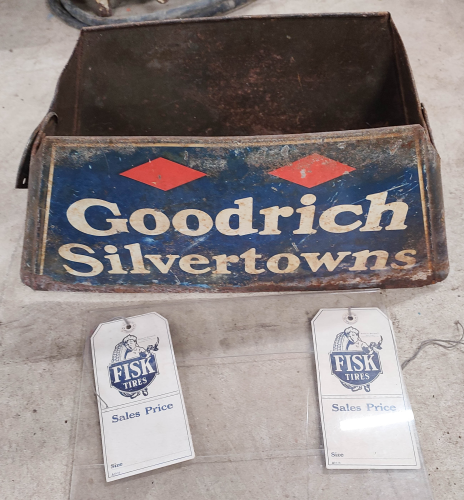 Goodrich
Silvertowns
FISK
TIRES
Sales Price
Size
FISK
TIRES
Sales Price
Size